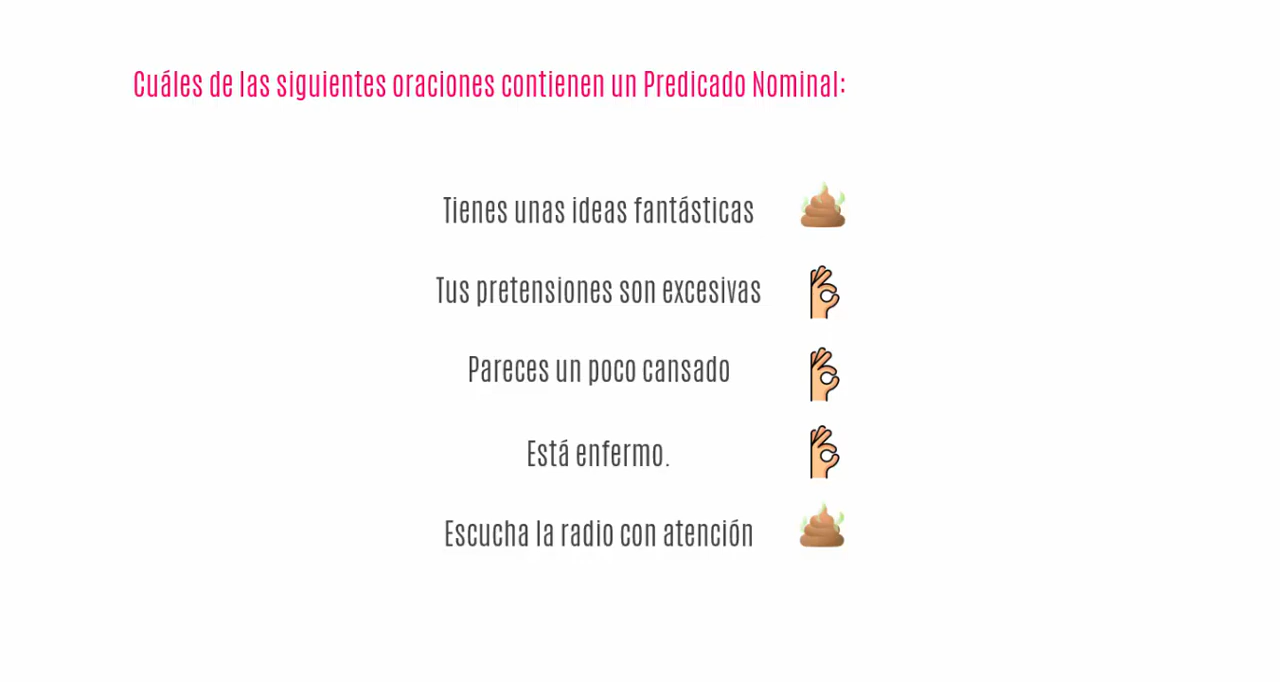 Cuáles de las siguientes oraciones contienen un Predicado Nominal:
Tienes unas ideas fantásticas
Tus pretensiones son excesivas
Pareces un poco cansado
Está enfermo.
Escucha la radio con atención